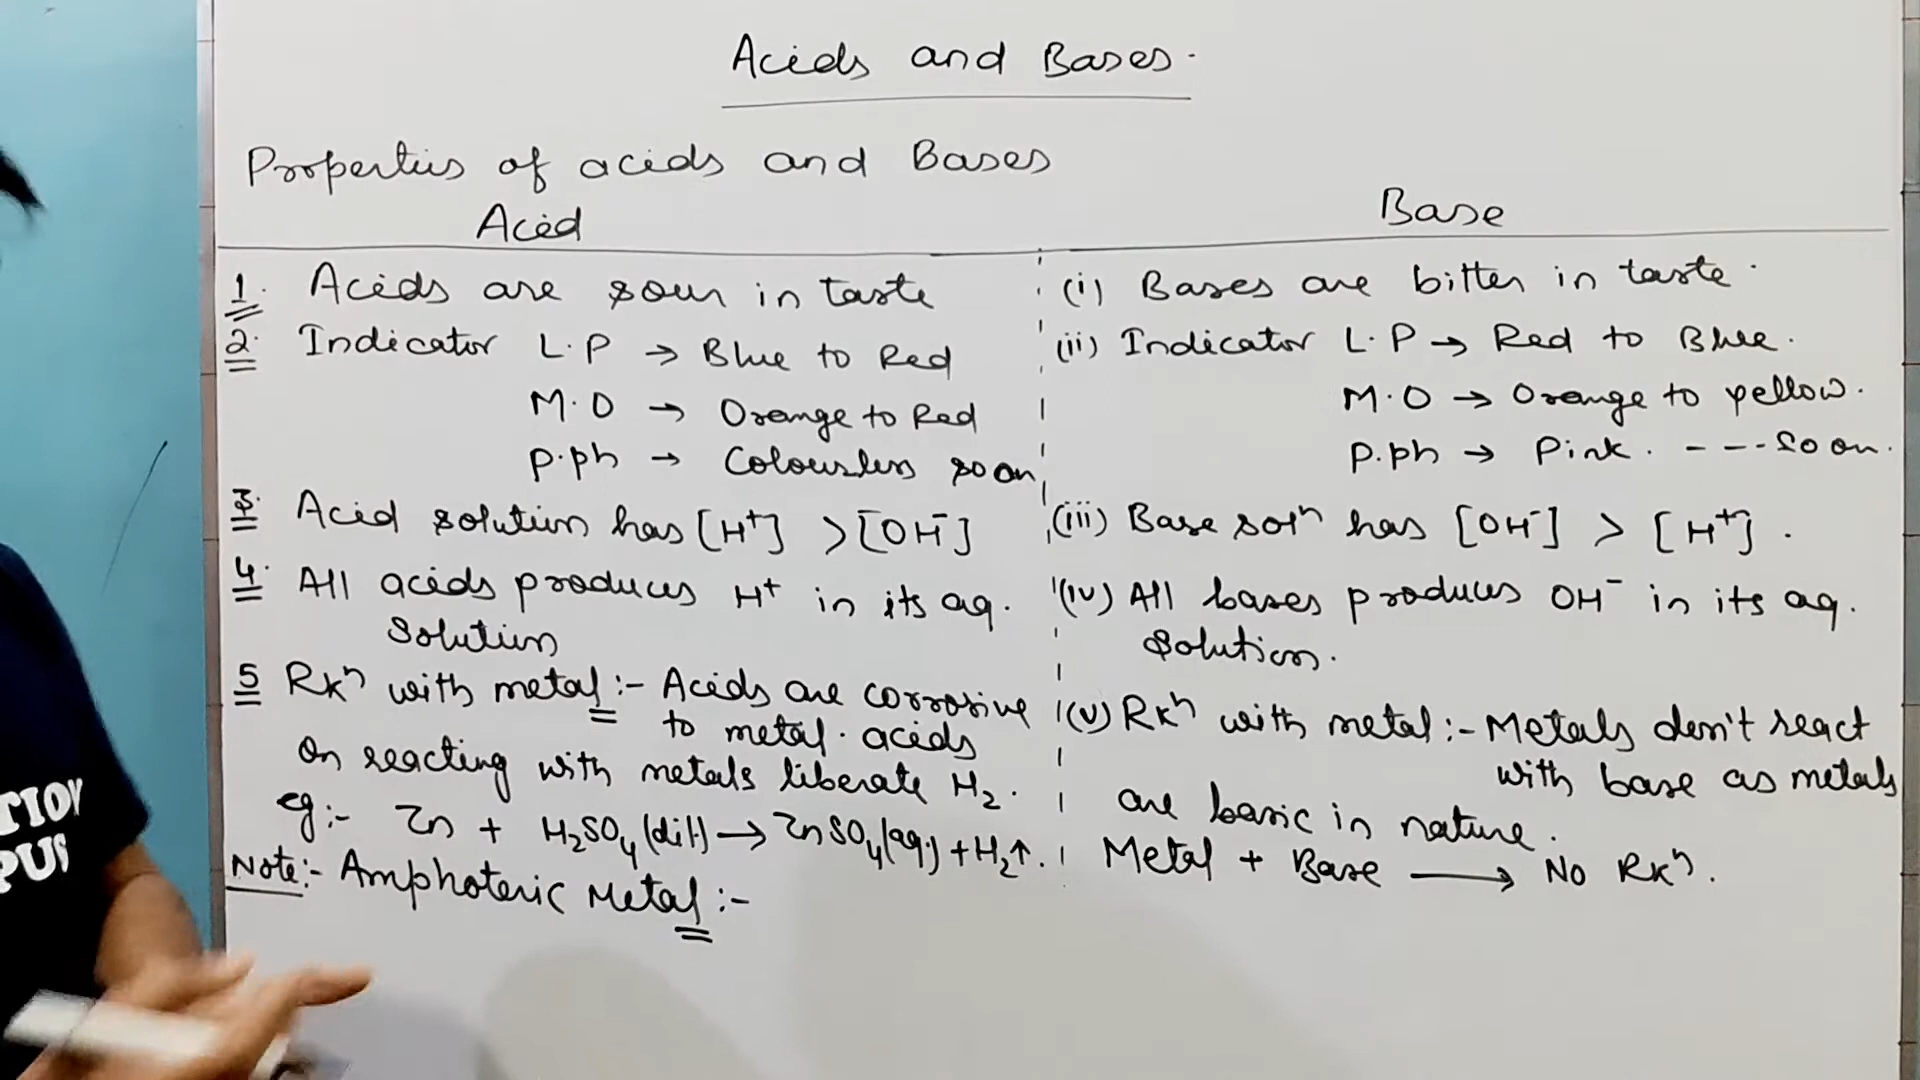 Acids and Bases.
Properties of acids and Bases
Acid
1. Acids are sour in taste
2. Indicator L.P → Blue to Red
M.O → Orange to Red
P.ph → Colourless so on
3. Acid solution has [H⁺] > [OH⁻]
4. All acids produces H⁺ in its aq.
Solution
5 Rxⁿ with metal :- Acids are corrosive
to metal. acids
on reacting with metals liberate H₂.
eg:- Zn + H₂SO₄(dil) → ZnSO₄(aq.) + H₂↑.
Note:- Amphoteric Metal :-
Base
(i) Bases are bitter in taste.
(ii) Indicator L.P → Red to Blue.
M.O → Orange to yellow.
P.ph → Pink. - - - So on.
(iii) Base solⁿ has [OH⁻] > [H⁺].
(iv) All bases produces OH⁻ in its aq.
Solution.
(v) Rxⁿ with metal :- Metals don't react
with base as metals
are basic in nature.
Metal + Base ⟶ No Rxⁿ.
TION
PUS